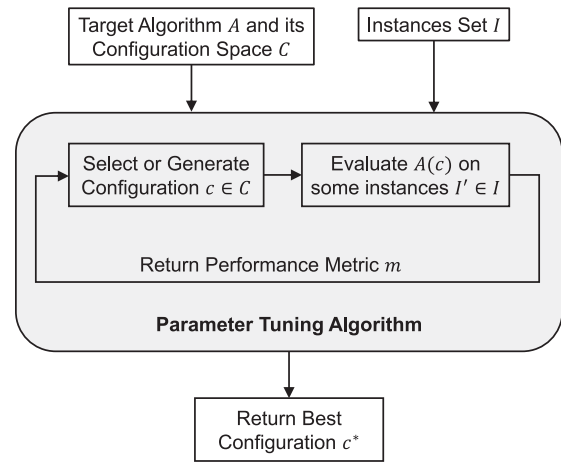 Target Algorithm A and its
Configuration Space C
Instances Set I
Select or Generate
Configuration c ∈ C
Evaluate A(c) on
some instances I′ ∈ I
Return Performance Metric m
Parameter Tuning Algorithm
Return Best
Configuration c*